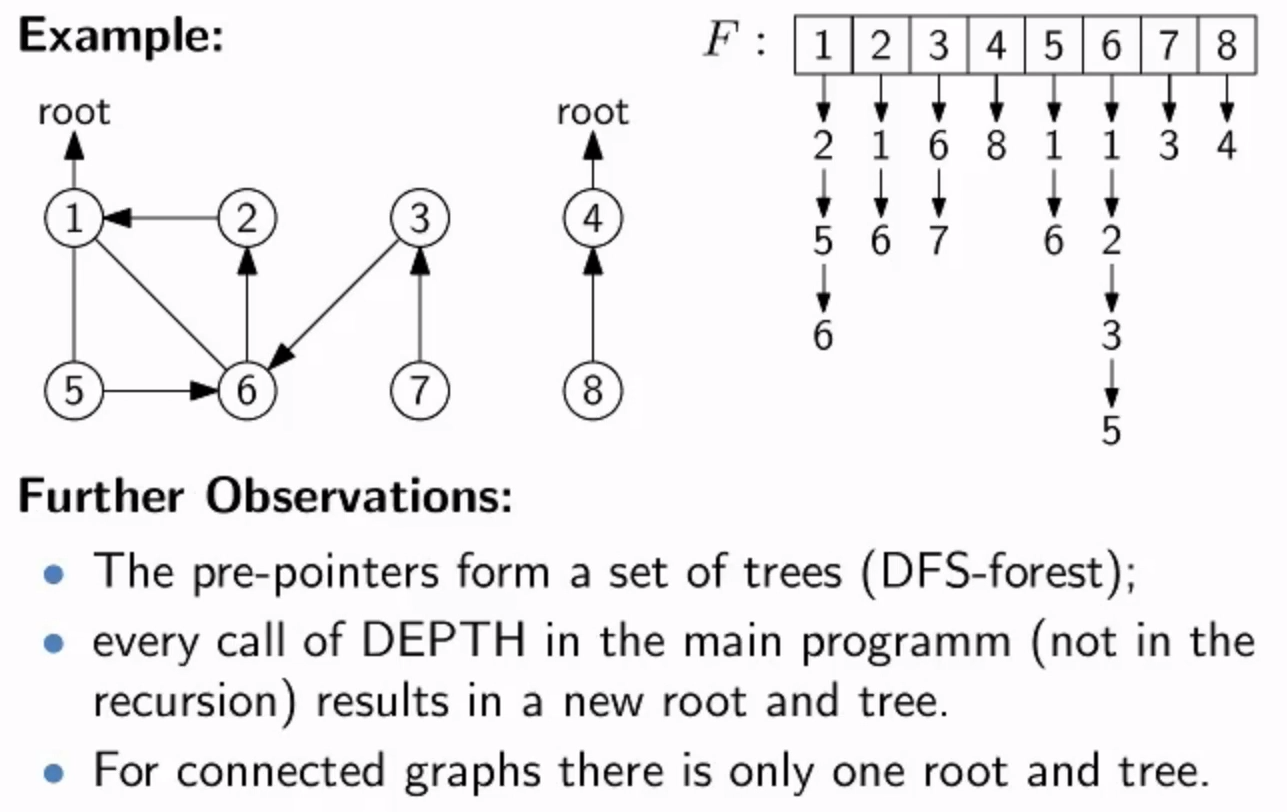 Example:
F : 1 2 3 4 5 6 7 8
root root
2 1 6 8 1 1 3 4
1 2 3 4
5 6 7 6 2
6 3
5 6 7 8
5
Further Observations:
The pre-pointers form a set of trees (DFS-forest);
every call of DEPTH in the main programm (not in the
recursion) results in a new root and tree.
For connected graphs there is only one root and tree.